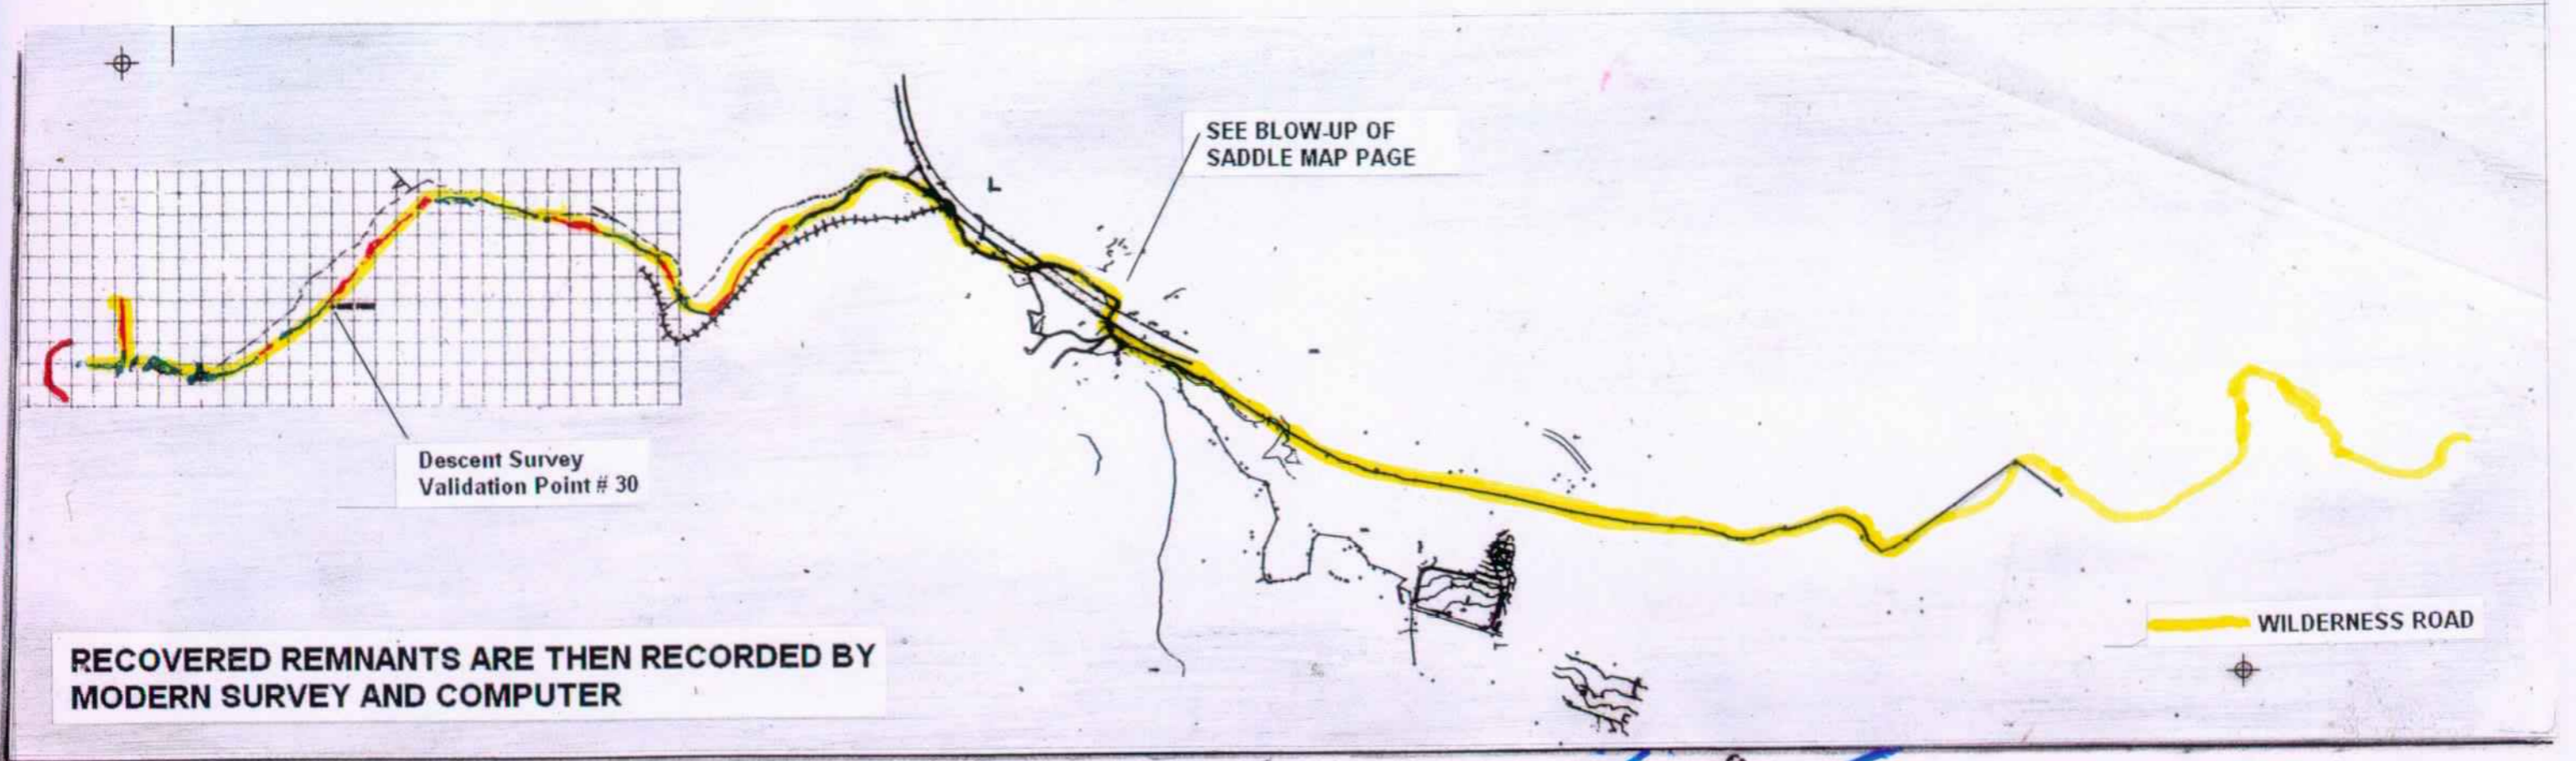 SEE BLOW-UP OF
SADDLE MAP PAGE
Descent Survey
Validation Point # 30
WILDERNESS ROAD
RECOVERED REMNANTS ARE THEN RECORDED BY
MODERN SURVEY AND COMPUTER